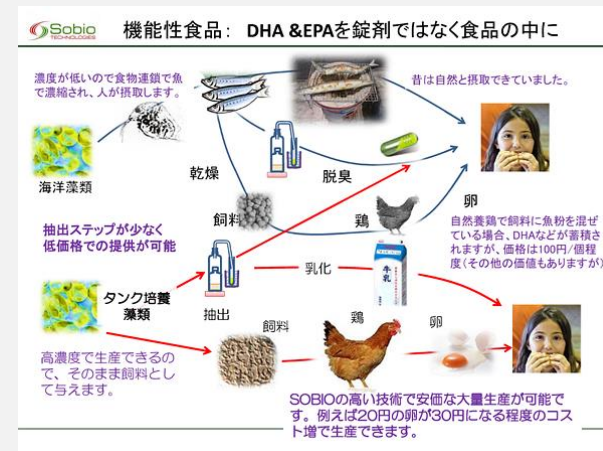 Sobio
TECHNOLOGIES
機能性食品： DHA &EPAを錠剤ではなく食品の中に
濃度が低いので食物連鎖で魚
で濃縮され、人が摂取します。
昔は自然と摂取できていました。
海洋藻類
乾燥
脱臭
飼料
鶏
卵
自然養鶏で飼料に魚粉を混ぜ
ている場合、DHAなどが蓄積さ
れますが、価格は100円/個程
度（その他の価値もありますが）
抽出ステップが少なく
低価格での提供が可能
乳化
牛乳
タンク培養
藻類
抽出
飼料
鶏
卵
高濃度で生産できるの
で、そのまま飼料とし
て与えます。
SOBIOの高い技術で安価な大量生産が可能で
す。例えば20円の卵が30円になる程度のコス
ト増で生産できます。